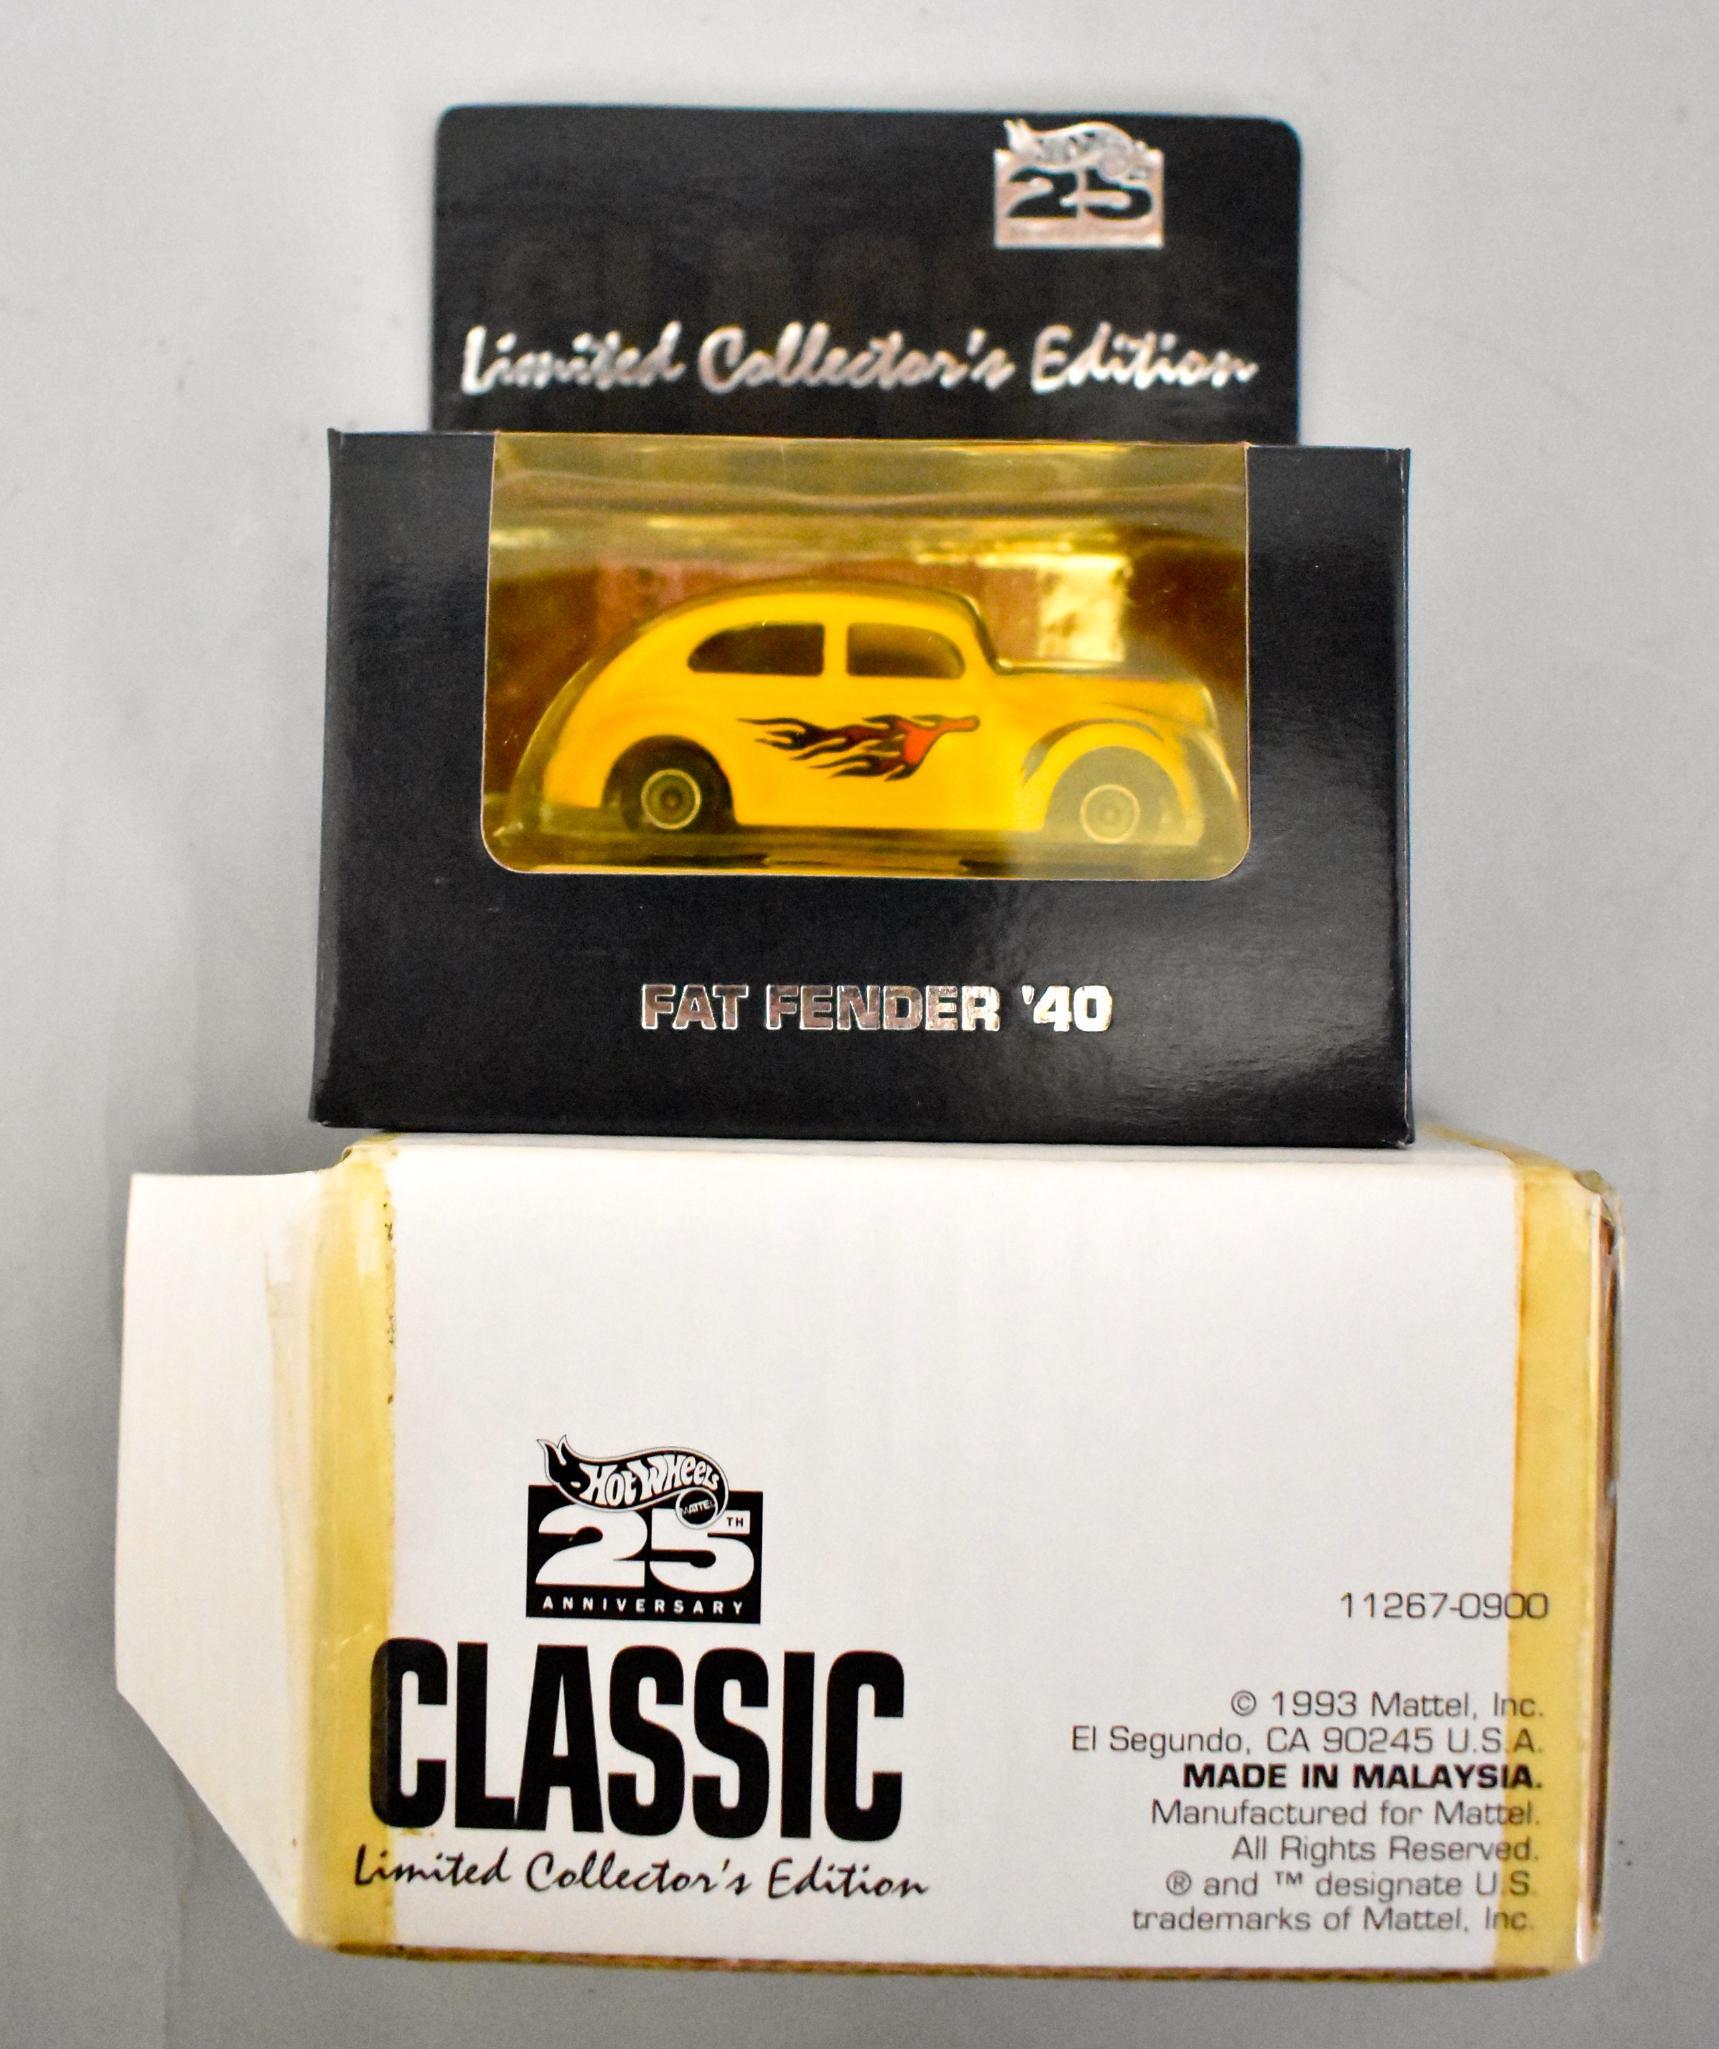 25
Limited Collector's Edition
FAT FENDER '40
HOT WHEELS
MATTEL
25TH
ANNIVERSARY
CLASSIC
Limited Collector's Edition
11267-0900
© 1993 Mattel, Inc.
El Segundo, CA 90245 U.S.A.
MADE IN MALAYSIA.
Manufactured for Mattel.
All Rights Reserved.
® and ™ designate U.S.
trademarks of Mattel, Inc.